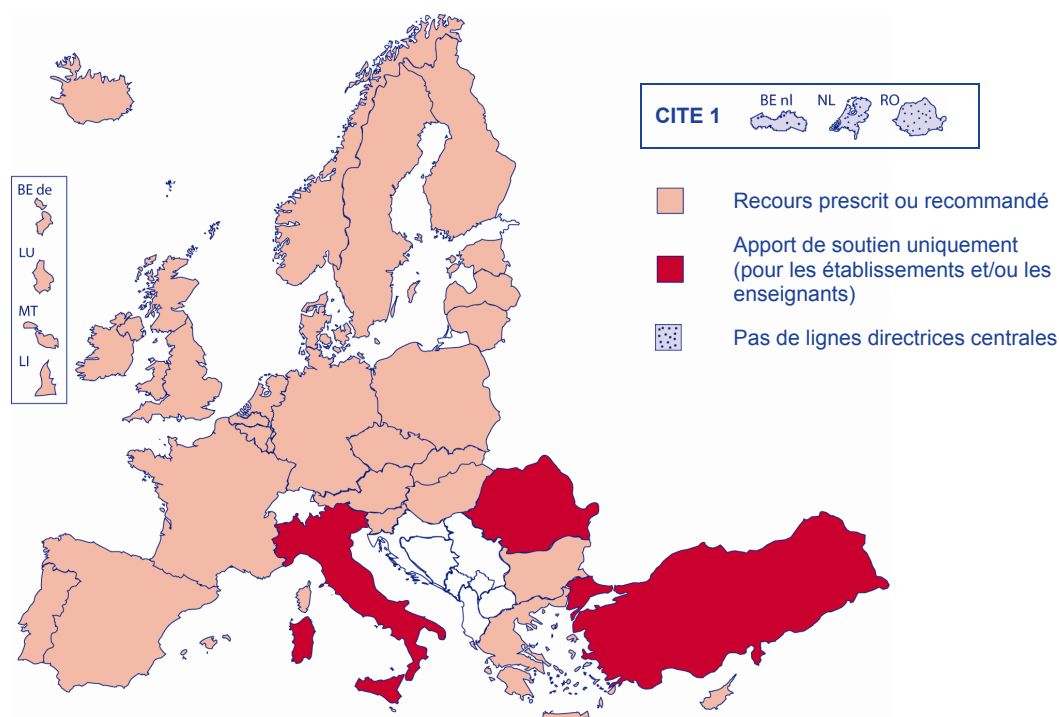 CITE 1
BE nl
NL
RO
BE de
LU
MT
LI
Recours prescrit ou recommandé
Apport de soutien uniquement
(pour les établissements et/ou les
enseignants)
Pas de lignes directrices centrales